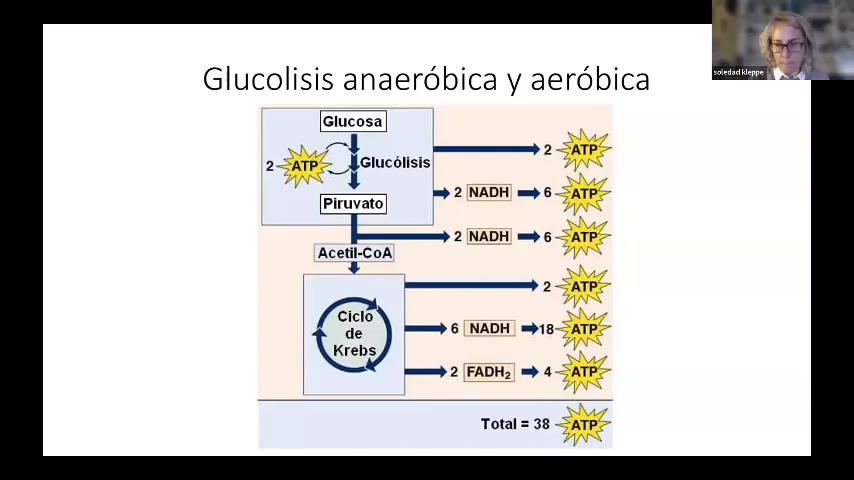 soledad kleppe
Glucolisis anaeróbica y aeróbica
Glucosa
2 ATP
Glucólisis
2 ATP
2 NADH 6 ATP
Piruvato
2 NADH 6 ATP
Acetil-CoA
2 ATP
Ciclo
de
Krebs
6 NADH 18 ATP
2 FADH₂ 4 ATP
Total = 38 ATP